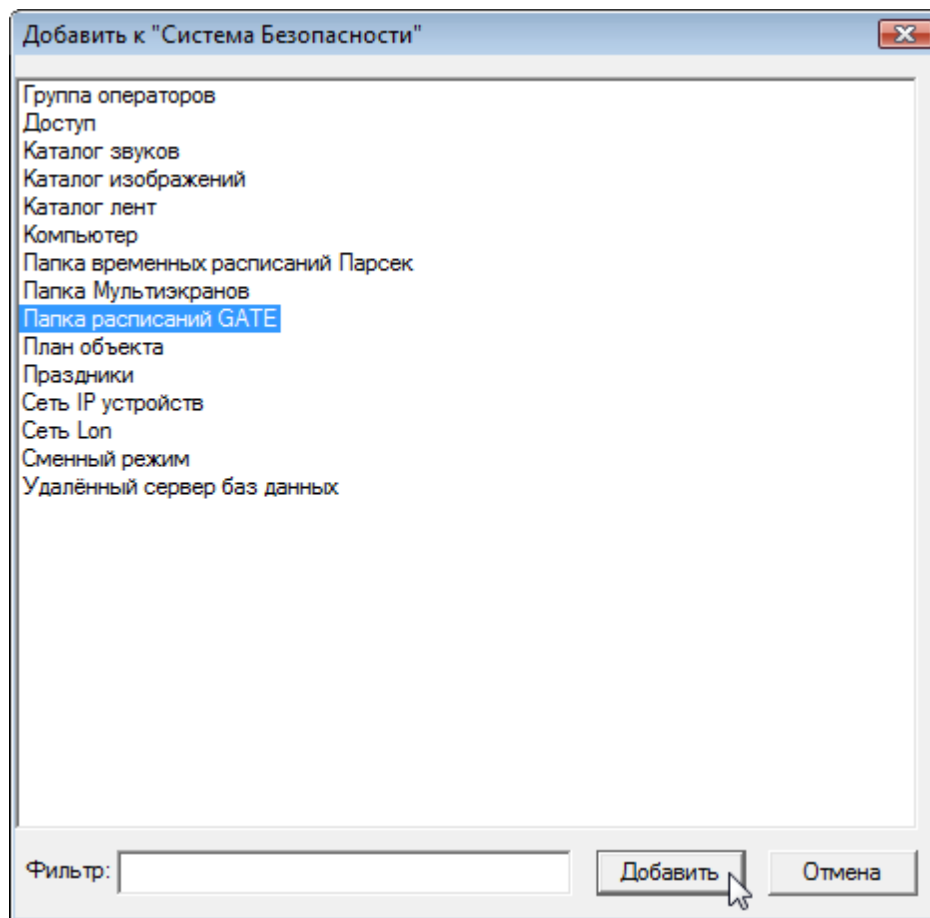 Добавить к "Система Безопасности"
Группа операторов
Доступ
Каталог звуков
Каталог изображений
Каталог лент
Компьютер
Папка временных расписаний Парсек
Папка Мультиэкранов
Папка расписаний GATE
План объекта
Праздники
Сеть IP устройств
Сеть Lon
Сменный режим
Удалённый сервер баз данных
Фильтр: Добавить Отмена